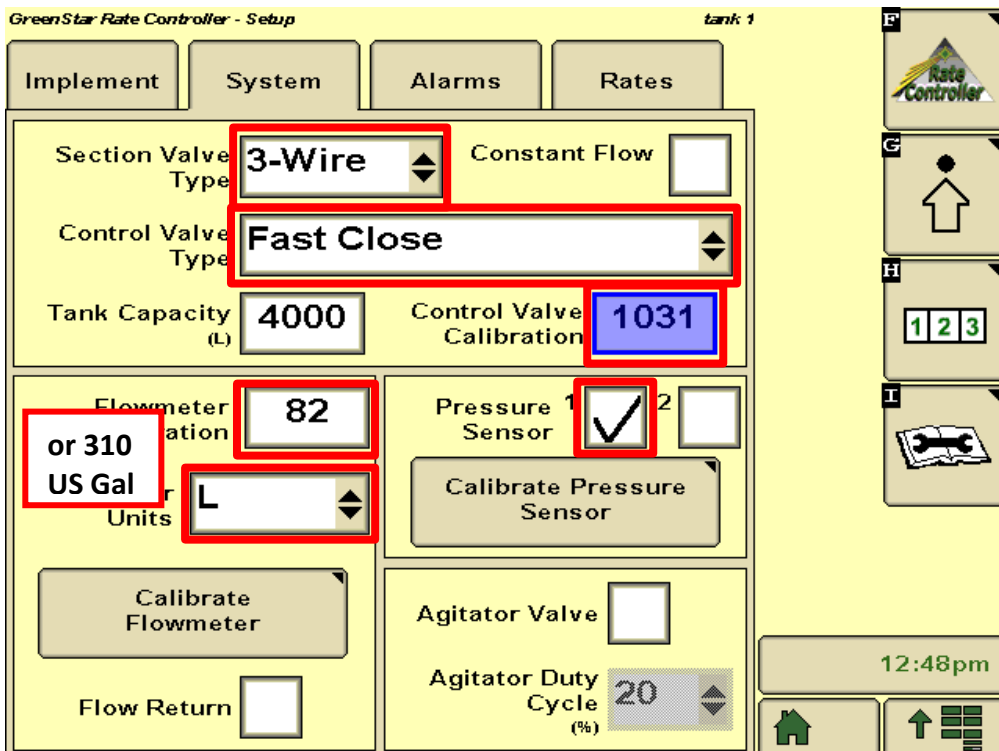 GreenStar Rate Controller - Setup
tank 1
F
Rate
Controller
Implement
System
Alarms
Rates
Section Valve
Type
3-Wire
Constant Flow
G
Control Valve
Type
Fast Close
Tank Capacity
(L)
4000
Control Valve
Calibration
1031
H
1 2 3
Flowmeter
82
or 310
US Gal
Units
L
Pressure
Sensor
1
2
I
Calibrate Pressure
Sensor
Calibrate
Flowmeter
Flow Return
Agitator Valve
Agitator Duty
Cycle
(%)
20
12:48pm